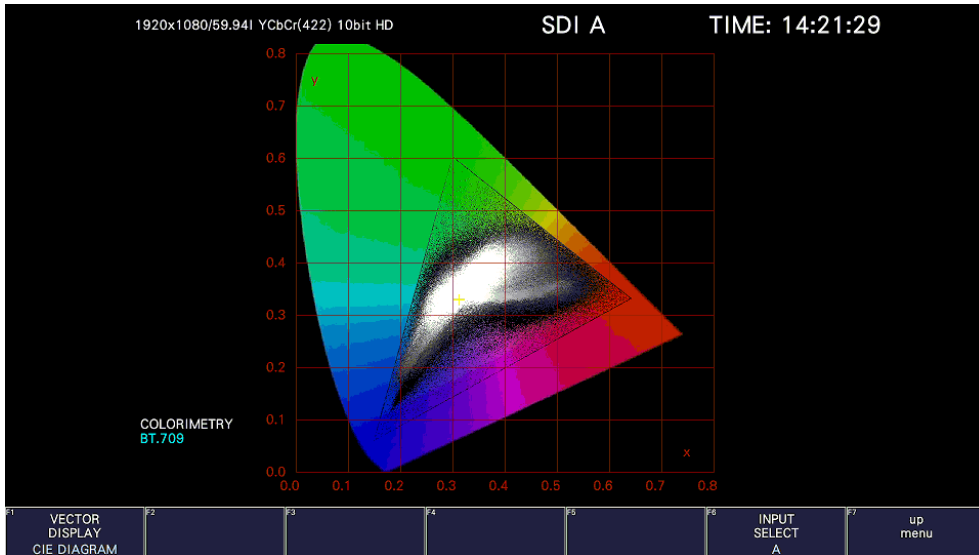 1920x1080/59.94I YCbCr(422) 10bit HD
SDI A
TIME: 14:21:29
0.8
y
0.7
0.6
0.5
0.4
0.3
0.2
0.1
0.0
0.0 0.1 0.2 0.3 0.4 0.5 0.6 0.7 0.8
x
COLORIMETRY
BT.709
F1 VECTOR
DISPLAY
CIE DIAGRAM
F2
F3
F4
F5
F6 INPUT
SELECT
A
F7 up
menu